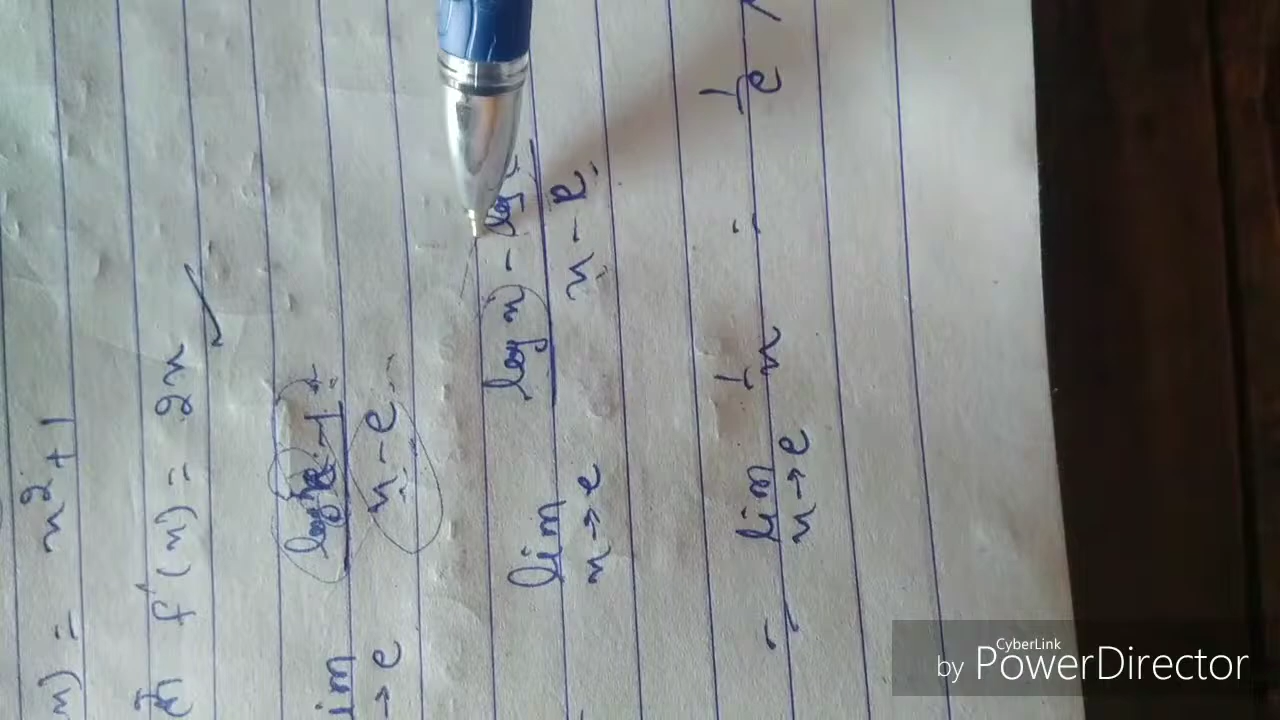 n) = x² + 1
f'(x) = 2x
lim x→e (log x - 1)/(x - e)
lim x→e (log x - log e)/(x - e)
= lim x→e 1/x = 1/e
CyberLink
by PowerDirector